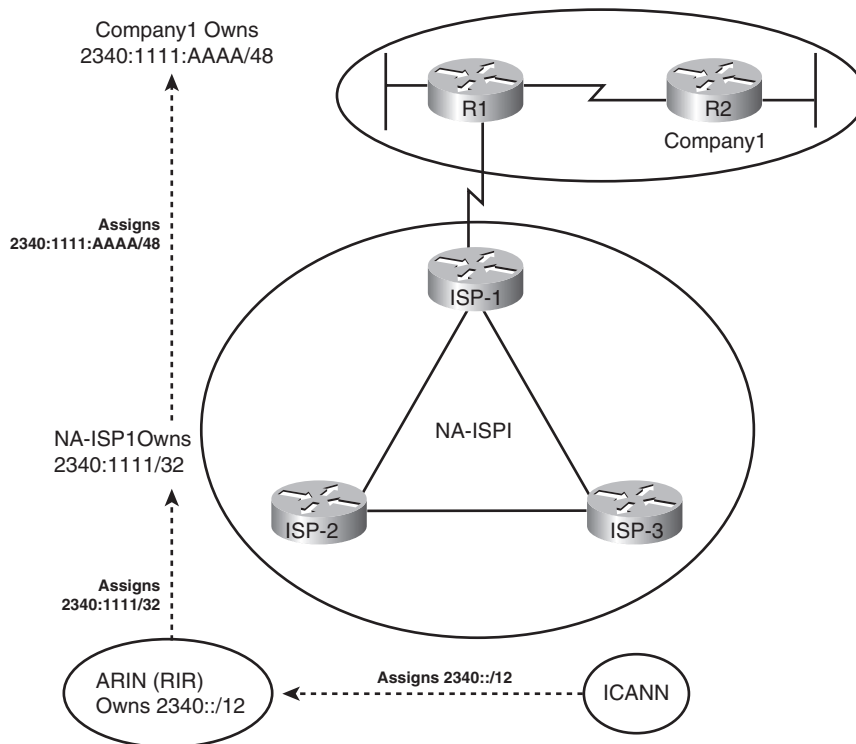 Company1 Owns
2340:1111:AAAA/48
R1
R2
Company1
Assigns
2340:1111:AAAA/48
ISP-1
NA-ISP1Owns
2340:1111/32
NA-ISPI
ISP-2
ISP-3
Assigns
2340:1111/32
ARIN (RIR)
Owns 2340::/12
Assigns 2340::/12
ICANN